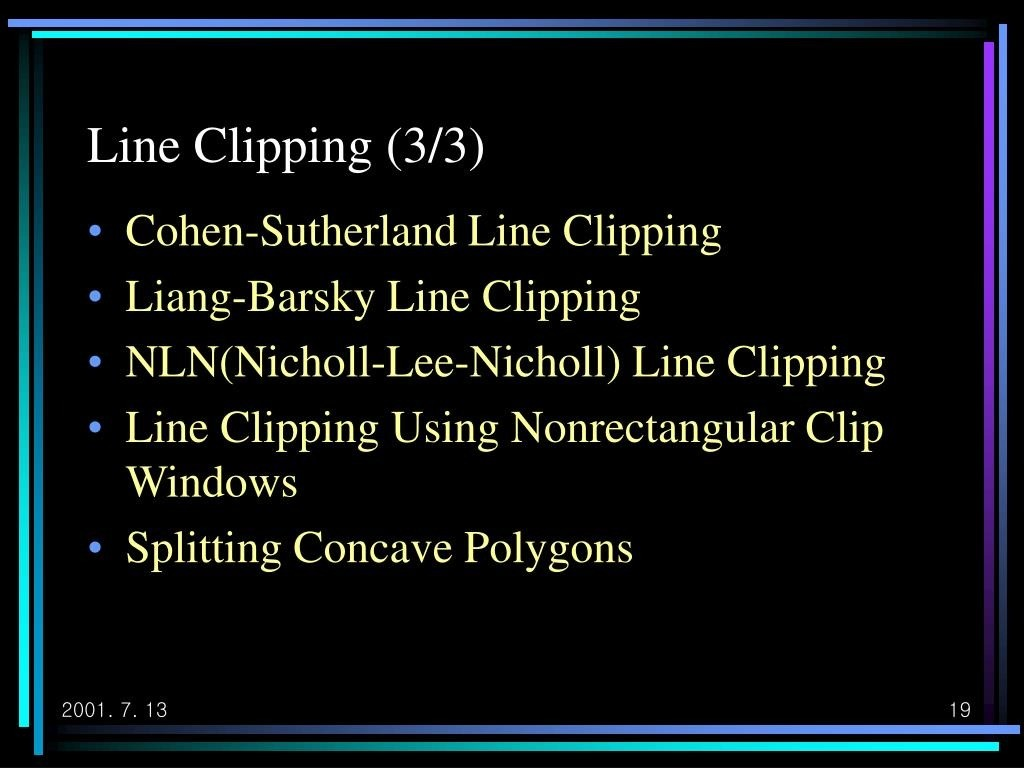 Line Clipping (3/3)
• Cohen-Sutherland Line Clipping
• Liang-Barsky Line Clipping
• NLN(Nicholl-Lee-Nicholl) Line Clipping
• Line Clipping Using Nonrectangular Clip
Windows
• Splitting Concave Polygons
2001. 7. 13
19